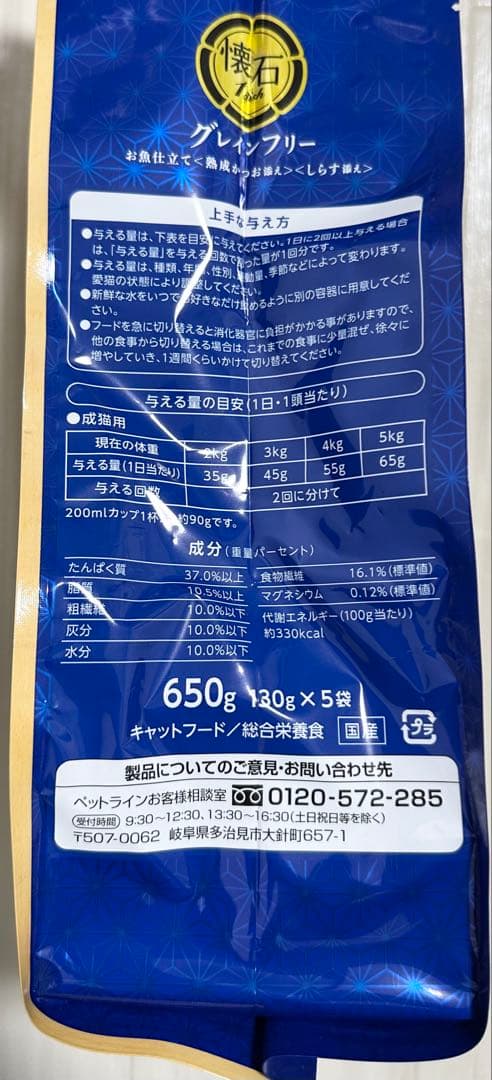 懐石
グレインフリー
お魚仕立て<熟成かつお添え><しらす添え>
上手な与え方
●与える量は、下表を目安に与えてください。1日に2回以上与える場合
は、「与える量」を与える回数で割った量が1回分です。
●与える量は、種類、年齢、性別、運動量、季節などによって変わります。
愛猫の状態により調整してください。
●新鮮な水をいつでも好きなだけ飲めるように別の容器に用意してくだ
さい。
●フードを急に切り替えると消化器官に負担がかかる事がありますので、
他の食事から切り替える場合は、これまでの食事に少量混ぜ、徐々に
増やしていき、1週間くらいかけて切り替えてください。
与える量の目安(1日・1頭当たり)
●成猫用
現在の体重 2kg 3kg 4kg 5kg
与える量(1日当たり) 35g 45g 55g 65g
与える回数 2回に分けて
200mlカップ1杯は約90gです。
成分(重量パーセント)
たんぱく質 37.0%以上
脂質 10.5%以上
粗繊維 10.0%以下
灰分 10.0%以下
水分 10.0%以下
食物繊維 16.1%(標準値)
マグネシウム 0.12%(標準値)
代謝エネルギー(100g当たり)
約330kcal
650g 130g×5袋
キャットフード/総合栄養食 国産 プラ
製品についてのご意見・お問い合わせ先
ペットラインお客様相談室 0120-572-285
受付時間 9:30~12:30、13:30~16:30(土日祝日等を除く)
〒507-0062 岐阜県多治見市大針町657-1